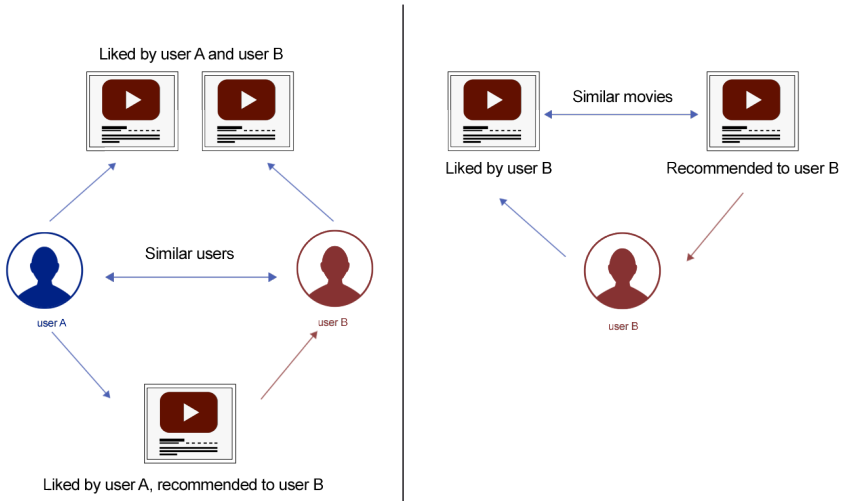 Liked by user A and user B
Similar users
user A
user B
Liked by user A, recommended to user B
Similar movies
Liked by user B
Recommended to user B
user B